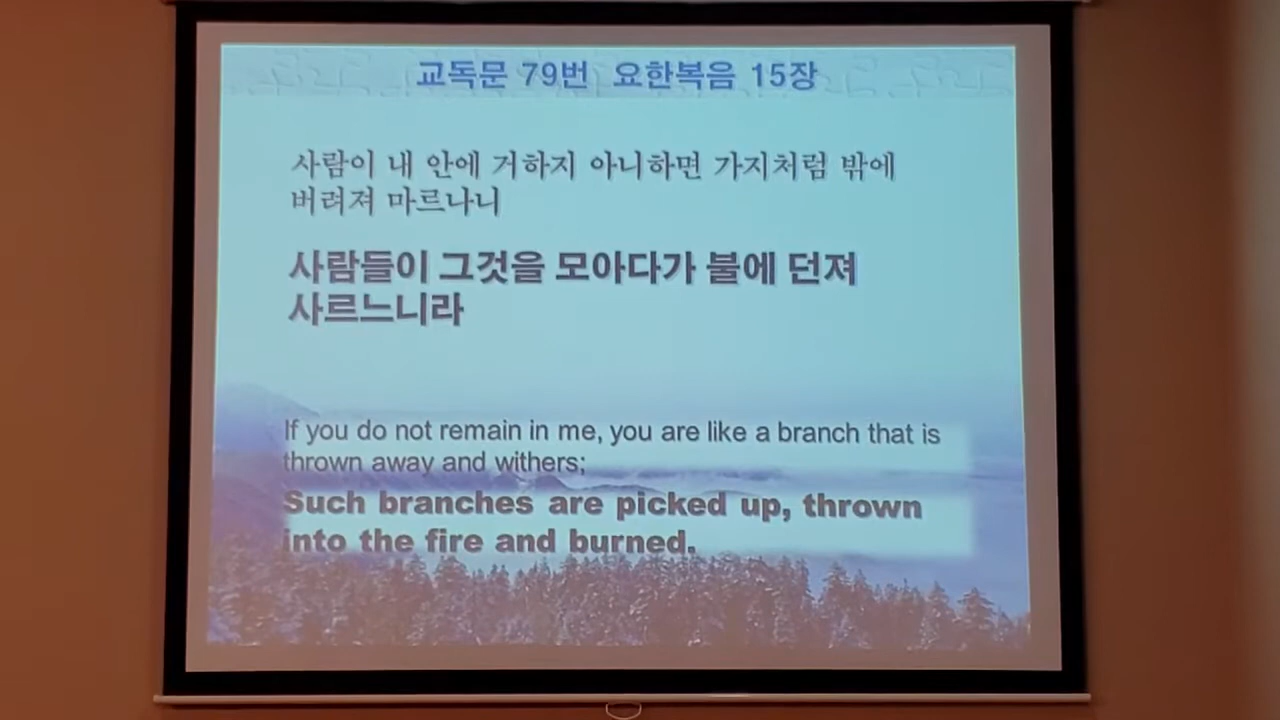 교독문 79번 요한복음 15장
사람이 내 안에 거하지 아니하면 가지처럼 밖에
버려져 마르나니
사람들이 그것을 모아다가 불에 던져
사르느니라
If you do not remain in me, you are like a branch that is
thrown away and withers;
Such branches are picked up, thrown
into the fire and burned.